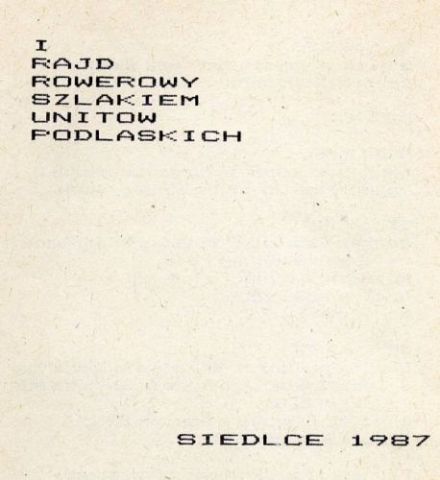 I
RAJD
ROWEROWY
SZLAKIEM
UNITOW
PODLASKICH
SIEDLCE 1987